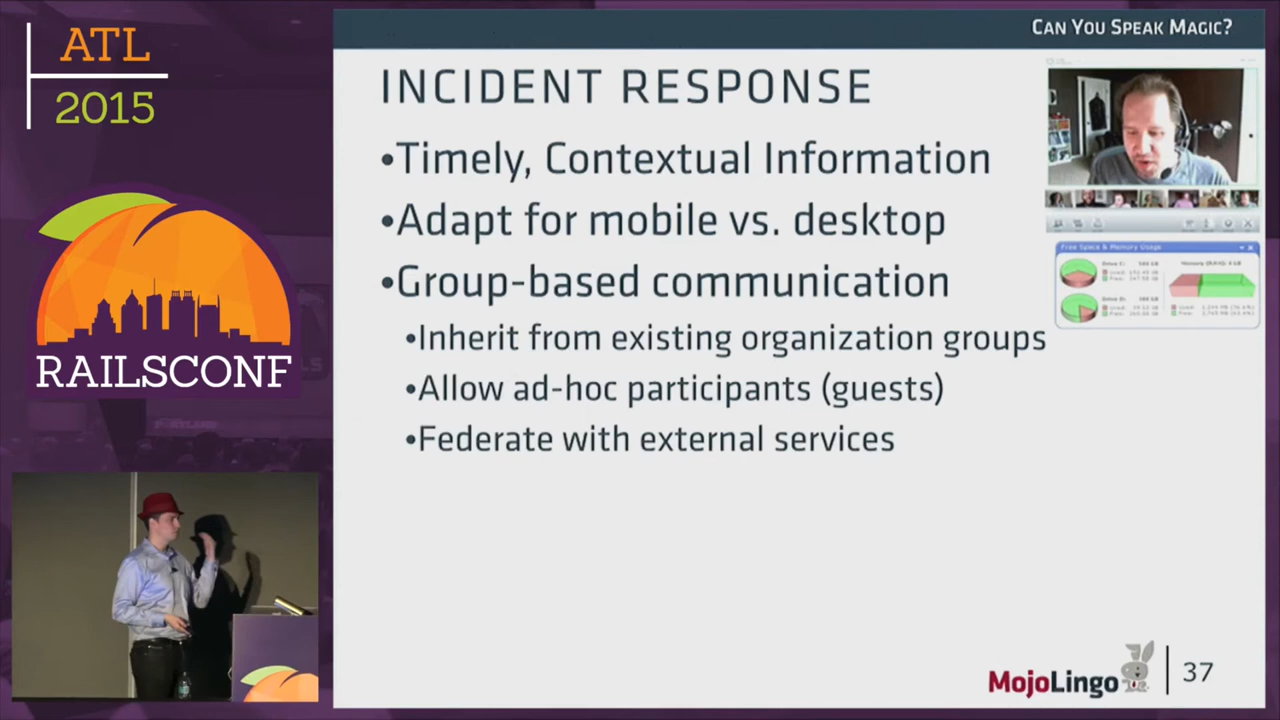 ATL
2015
RAILSCONF
CAN YOU SPEAK MAGIC?
INCIDENT RESPONSE
•Timely, Contextual Information
•Adapt for mobile vs. desktop
•Group-based communication
•Inherit from existing organization groups
•Allow ad-hoc participants (guests)
•Federate with external services
Free Space & Memory Usage
MojoLingo
37